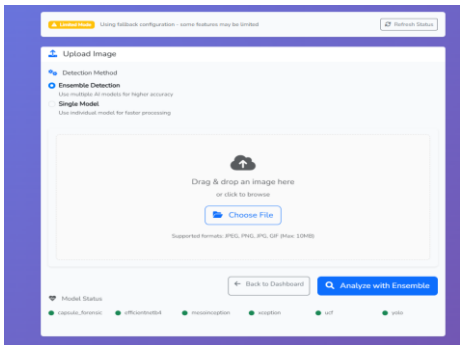 Limited Mode Using fallback configuration - some features may be limited Refresh Status
Upload Image
Detection Method
Ensemble Detection
Use multiple AI models for higher accuracy
Single Model
Use individual model for faster processing
Drag & drop an image here
or click to browse
Choose File
Supported formats: JPEG, PNG, JPG, GIF (Max: 10MB)
Back to Dashboard Analyze with Ensemble
Model Status
capsule_forensic efficientnetb4 mesoinception xception ucf yolo